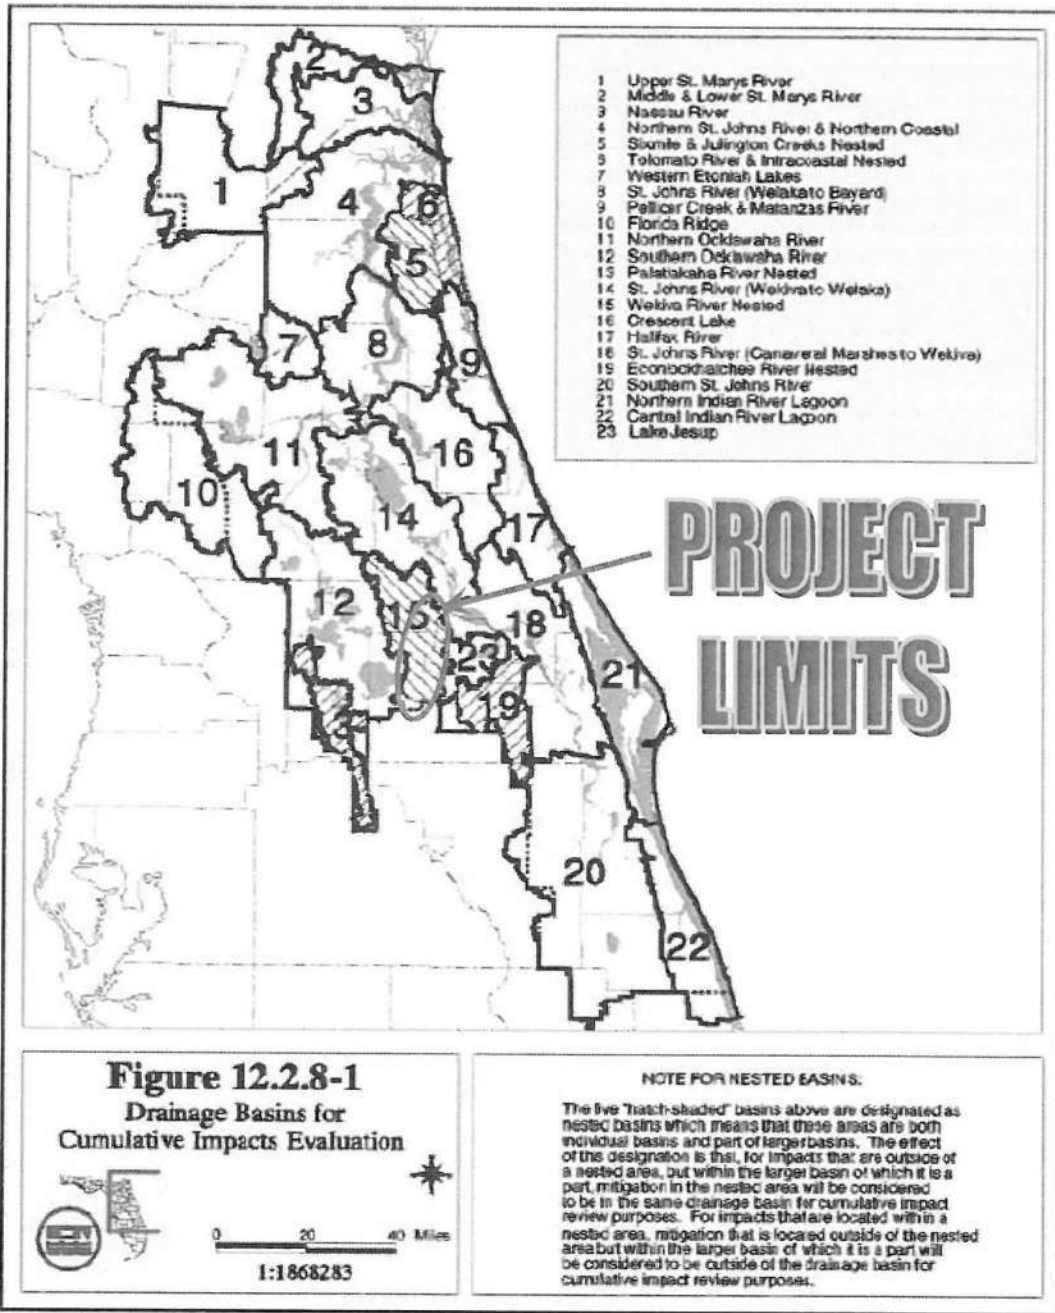 1 Upper St. Marys River
2 Middle & Lower St. Marys River
3 Nassau River
4 Northern St. Johns River & Northern Coastal
5 Sixmile & Julington Creeks Nested
6 Tolomato River & Intracoastal Nested
7 Western Etoniah Lakes
8 St. Johns River (Welakato Bayard)
9 Pellicer Creek & Matanzas River
10 Florida Ridge
11 Northern Ocklawaha River
12 Southern Ocklawaha River
13 Palatlakaha River Nested
14 St. Johns River (Wekivato Welaka)
15 Wekiva River Nested
16 Crescent Lake
17 Halifax River
18 St. Johns River (Canaveral Marshes to Wekiva)
19 Econlockhatchee River Nested
20 Southern St. Johns River
21 Northern Indian River Lagoon
22 Central Indian River Lagoon
23 Lake Jesup
2
3
1
4
6
5
7
8
9
11
16
10
14
17
12
15
18
23
21
19
13
20
22
PROJECT
LIMITS
Figure 12.2.8-1
Drainage Basins for
Cumulative Impacts Evaluation
0 20 40 Miles
1:1868283
NOTE FOR NESTED BASINS:
The five "hatch-shaded" basins above are designated as
nested basins which means that these areas are both
individual basins and part of larger basins. The effect
of this designation is that, for impacts that are outside of
a nested area, but within the larger basin of which it is a
part, mitigation in the nested area will be considered
to be in the same drainage basin for cumulative impact
review purposes. For impacts that are located within a
nested area, mitigation that is located outside of the nested
area but within the larger basin of which it is a part will
be considered to be outside of the drainage basin for
cumulative impact review purposes.